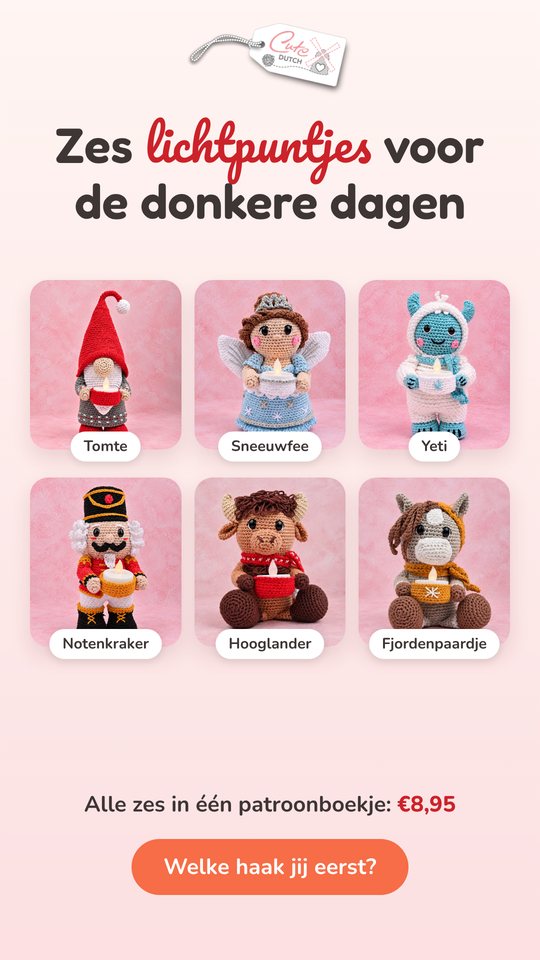 Cute
DUTCH
Zes lichtpuntjes voor
de donkere dagen
Tomte
Sneeuwfee
Yeti
Notenkraker
Hooglander
Fjordenpaardje
Alle zes in één patroonboekje: €8,95
Welke haak jij eerst?